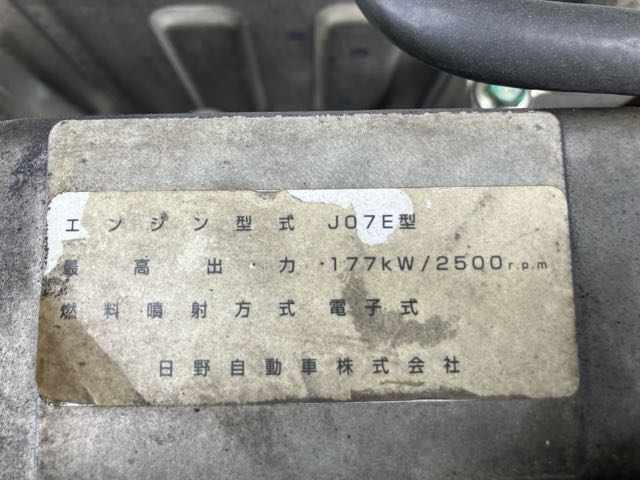 エンジン型式 J07E型
最高出力 177kW/2500r.p.m
燃料噴射方式 電子式
日野自動車株式会社